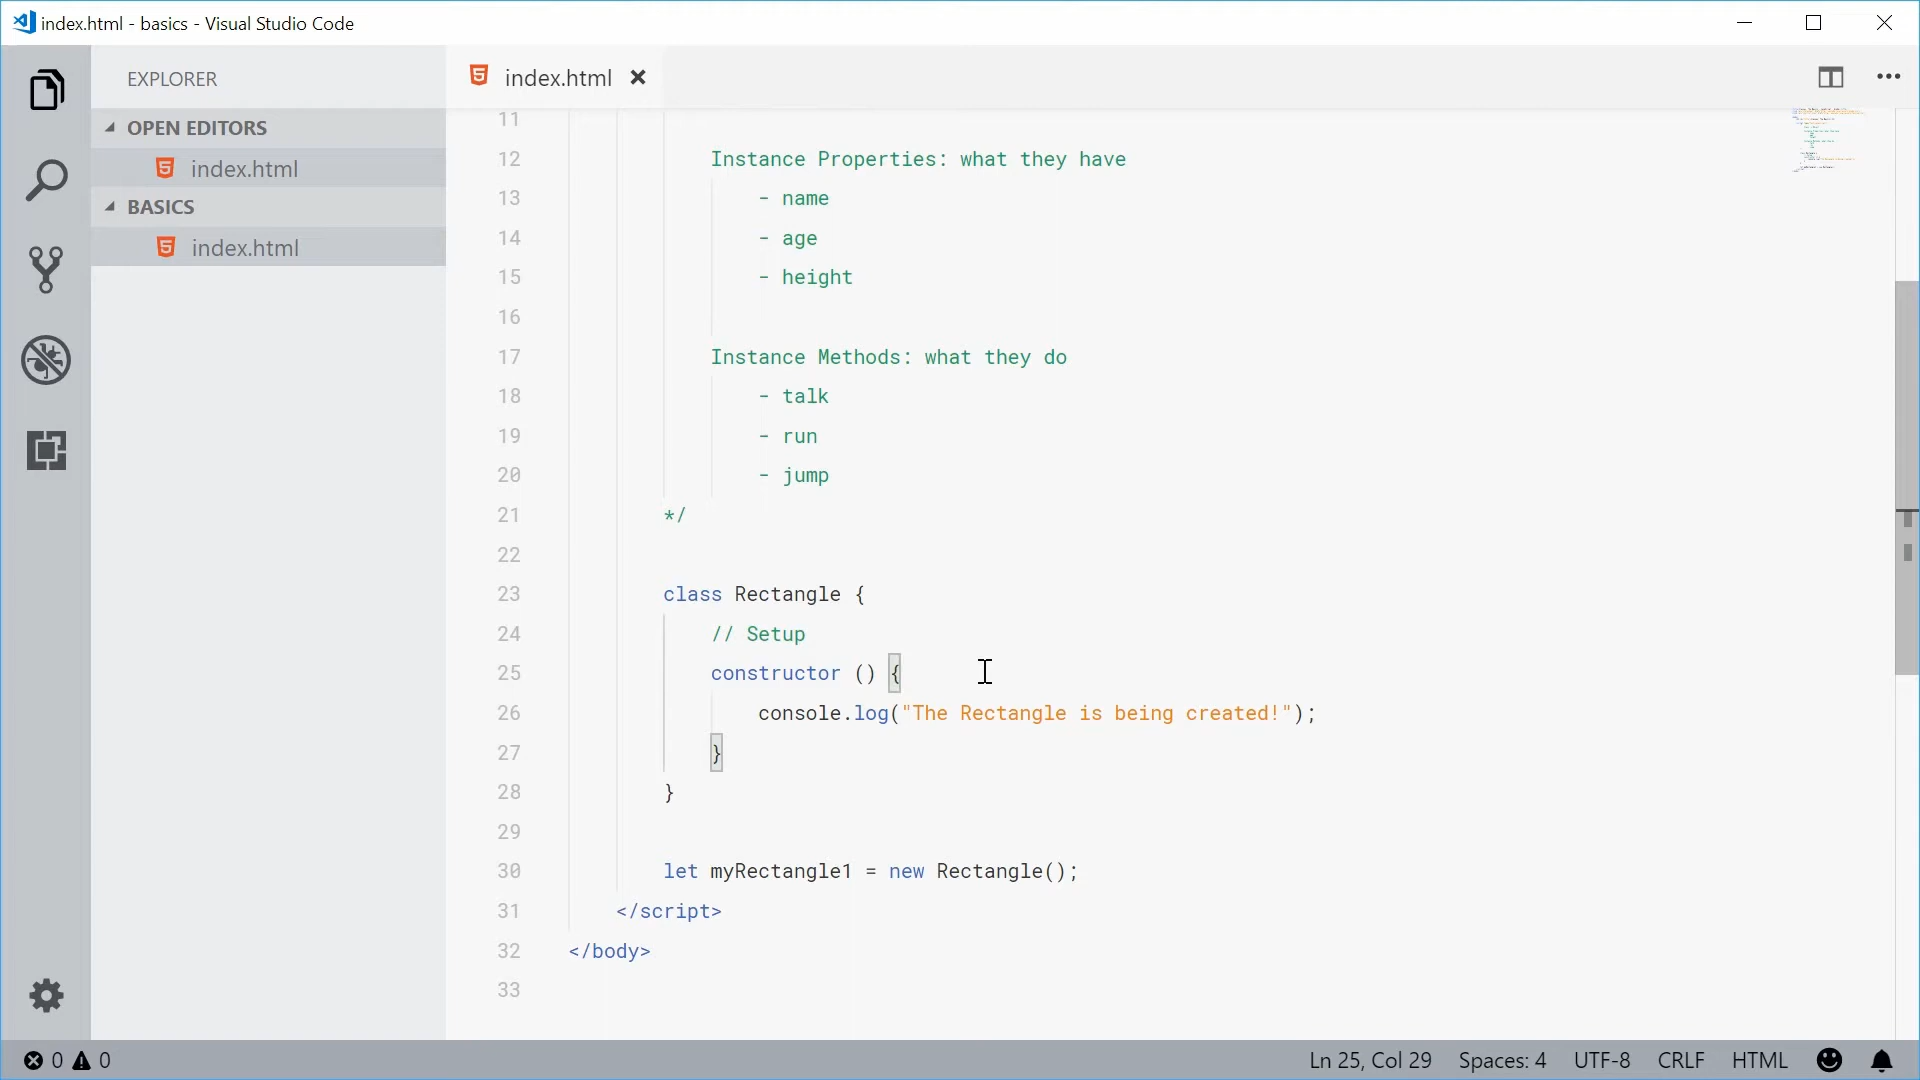 index.html - basics - Visual Studio Code
EXPLORER
OPEN EDITORS
index.html
BASICS
index.html
index.html
11
12 Instance Properties: what they have
13 - name
14 - age
15 - height
16
17 Instance Methods: what they do
18 - talk
19 - run
20 - jump
21 */
22
23 class Rectangle {
24 // Setup
25 constructor () {
26 console.log("The Rectangle is being created!");
27 }
28 }
29
30 let myRectangle1 = new Rectangle();
31 </script>
32 </body>
33
0 0 Ln 25, Col 29 Spaces: 4 UTF-8 CRLF HTML